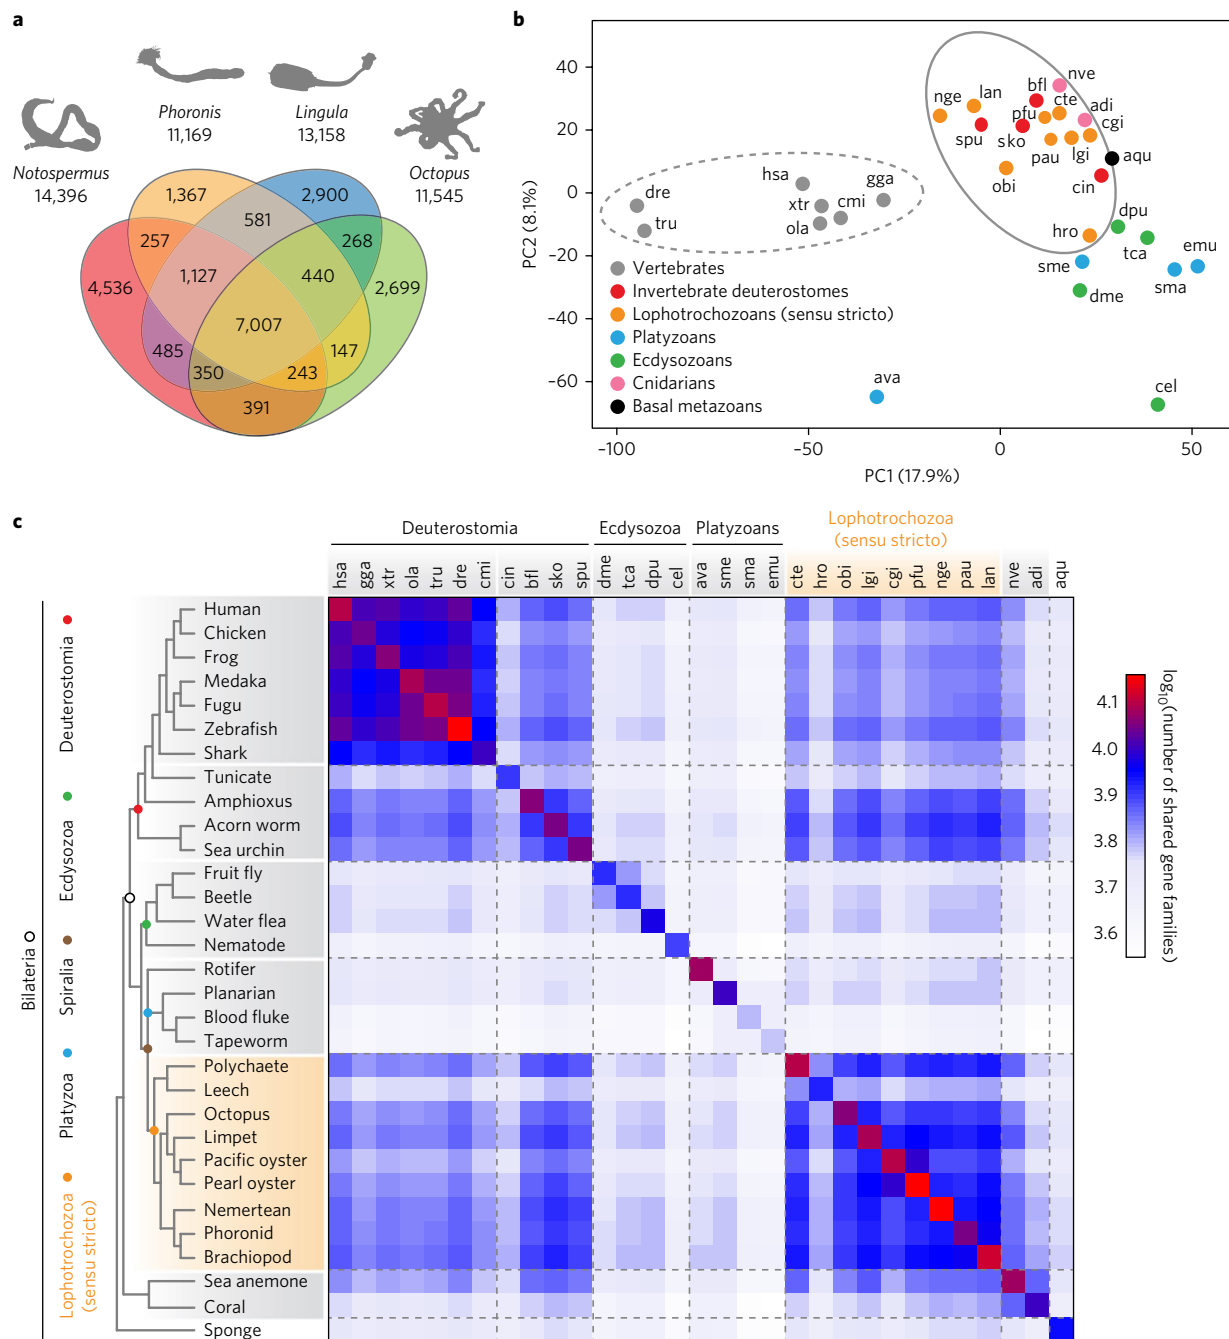 a
Phoronis
11,169
Lingula
13,158
Notospermus
14,396
Octopus
11,545
1,367
2,900
581
257
268
1,127
440
4,536
2,699
7,007
485
147
350
243
391
b
PC2 (8.1%)
40
20
0
-20
-40
-60
-100
-50
0
50
PC1 (17.9%)
nge
lan
bfl
nve
pfu
cte
adi
cgi
spu
sko
pau
lgi
aqu
obi
cin
hsa
gga
dre
xtr
cmi
tru
ola
hro
dpu
tca
emu
sme
sma
dme
ava
cel
Vertebrates
Invertebrate deuterostomes
Lophotrochozoans (sensu stricto)
Platyzoans
Ecdysozoans
Cnidarians
Basal metazoans
c
Deuterostomia
Ecdysozoa
Platyzoans
Lophotrochozoa
(sensu stricto)
hsa gga xtr ola tru dre cmi cin bfl sko spu dme tca dpu cel ava sme sma emu cte hro obi lgi cgi pfu nge pau lan nve adi aqu
Bilateria
Deuterostomia
Ecdysozoa
Spiralia
Platyzoa
Lophotrochozoa
(sensu stricto)
Human
Chicken
Frog
Medaka
Fugu
Zebrafish
Shark
Tunicate
Amphioxus
Acorn worm
Sea urchin
Fruit fly
Beetle
Water flea
Nematode
Rotifer
Planarian
Blood fluke
Tapeworm
Polychaete
Leech
Octopus
Limpet
Pacific oyster
Pearl oyster
Nemertean
Phoronid
Brachiopod
Sea anemone
Coral
Sponge
4.1
4.0
3.9
3.8
3.7
3.6
log10(number of shared gene families)